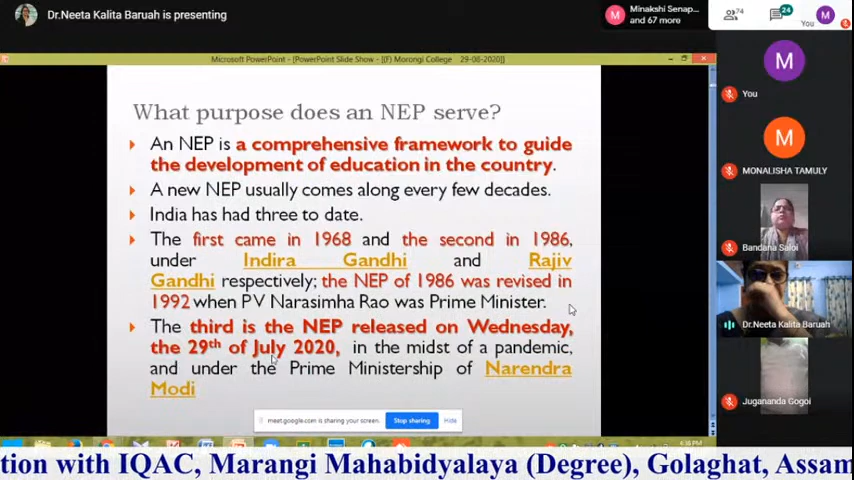 Dr.Neeta Kalita Baruah is presenting
Minakshi Senap...
and 67 more
74
24
You
Microsoft PowerPoint - [PowerPoint Slide Show - [(F) Morongi College 29-08-2020]
What purpose does an NEP serve?
An NEP is a comprehensive framework to guide
the development of education in the country.
A new NEP usually comes along every few decades.
India has had three to date.
The first came in 1968 and the second in 1986,
under Indira Gandhi and Rajiv
Gandhi respectively; the NEP of 1986 was revised in
1992 when PV Narasimha Rao was Prime Minister.
The third is the NEP released on Wednesday,
the 29th of July 2020, in the midst of a pandemic,
and under the Prime Ministership of Narendra
Modi
meet.google.com is sharing your screen.
Stop sharing
Hide
4:38 PM
M
You
M
MONALISHA TAMULY
Bandana Saloi
Dr.Neeta Kalita Baruah
Jugananda Gogoi
tion with IQAC, Marangi Mahabidyalaya (Degree), Golaghat, Assam